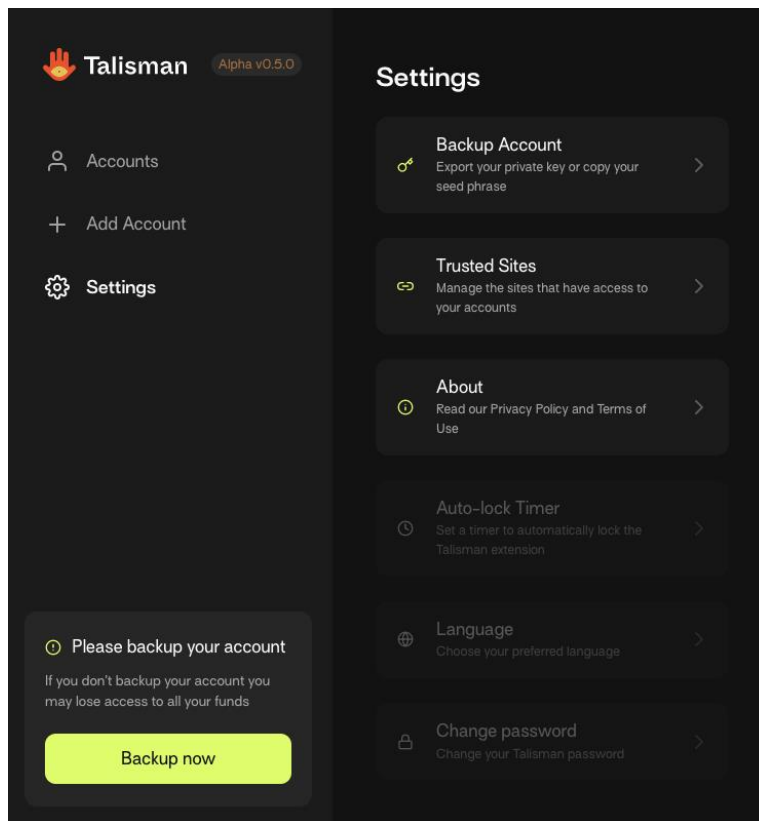 Talisman
Alpha v0.5.0
Accounts
Add Account
Settings
Please backup your account
If you don't backup your account you
may lose access to all your funds
Backup now
Settings
Backup Account
Export your private key or copy your
seed phrase
Trusted Sites
Manage the sites that have access to
your accounts
About
Read our Privacy Policy and Terms of
Use
Auto-lock Timer
Set a timer to automatically lock the
Talisman extension
Language
Choose your preferred language
Change password
Change your Talisman password